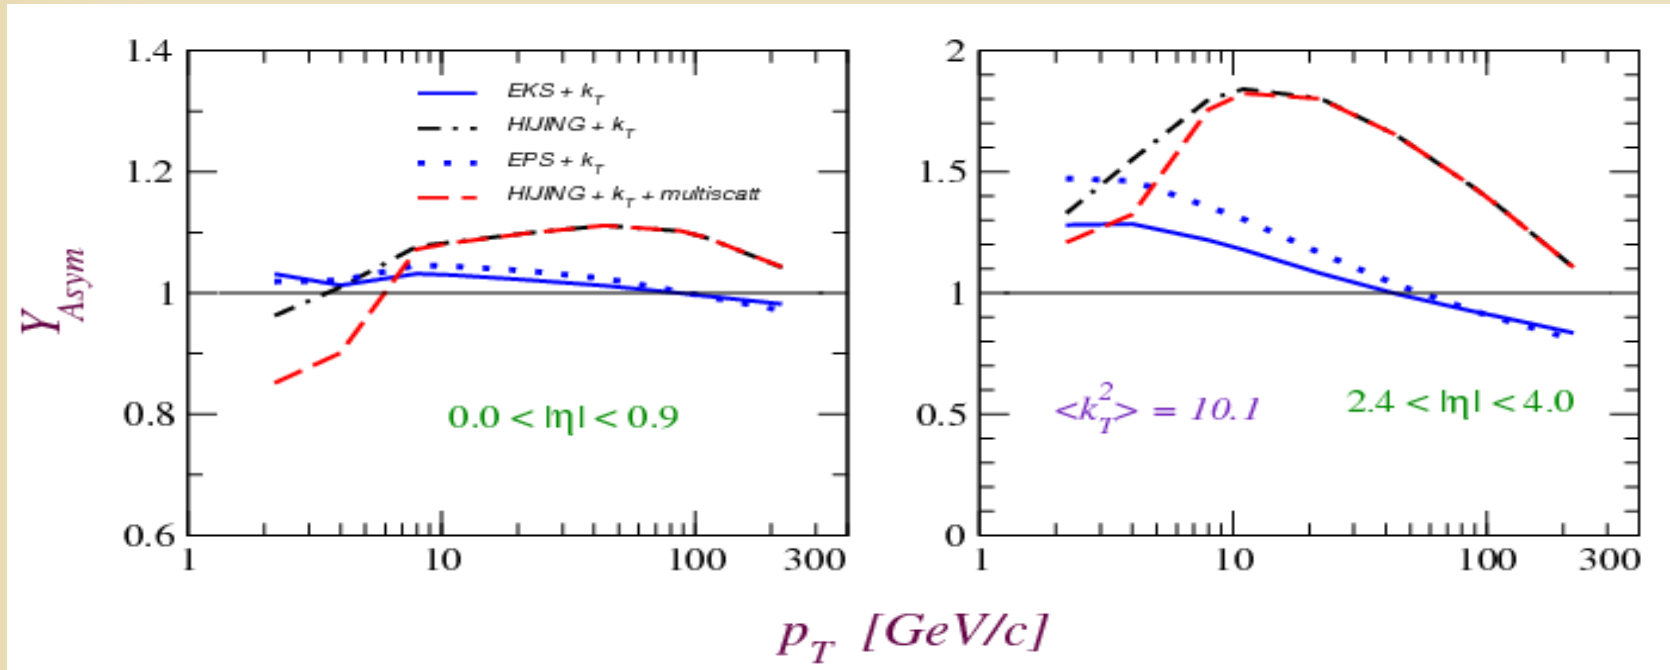 Y_Asym
1.4
1.2
1
0.8
0.6
1
10
100
300
EKS + k_T
HIJING + k_T
EPS + k_T
HIJING + k_T + multiscatt
0.0 < |η| < 0.9
2
1.5
1
0.5
0
1
10
100
300
<k_T^2> = 10.1
2.4 < |η| < 4.0
p_T [GeV/c]